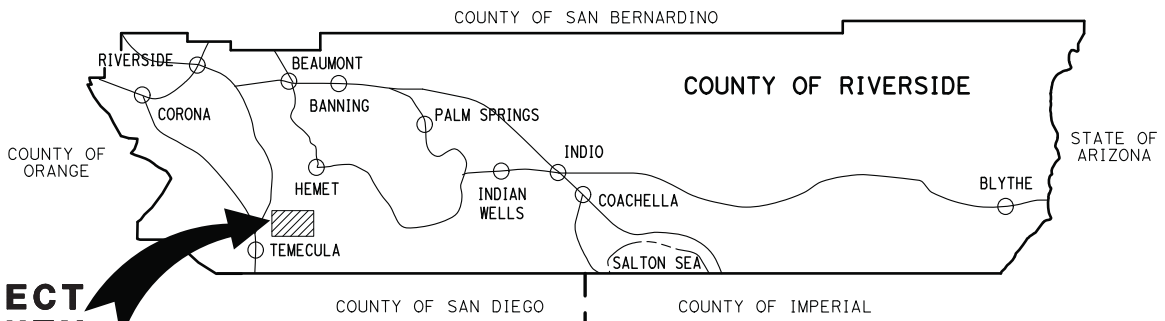 COUNTY OF SAN BERNARDINO
RIVERSIDE
BEAUMONT
COUNTY OF RIVERSIDE
BANNING
CORONA
PALM SPRINGS
STATE OF
ARIZONA
COUNTY OF
ORANGE
INDIO
HEMET
INDIAN
WELLS
COACHELLA
BLYTHE
TEMECULA
SALTON SEA
ECT
COUNTY OF SAN DIEGO
COUNTY OF IMPERIAL